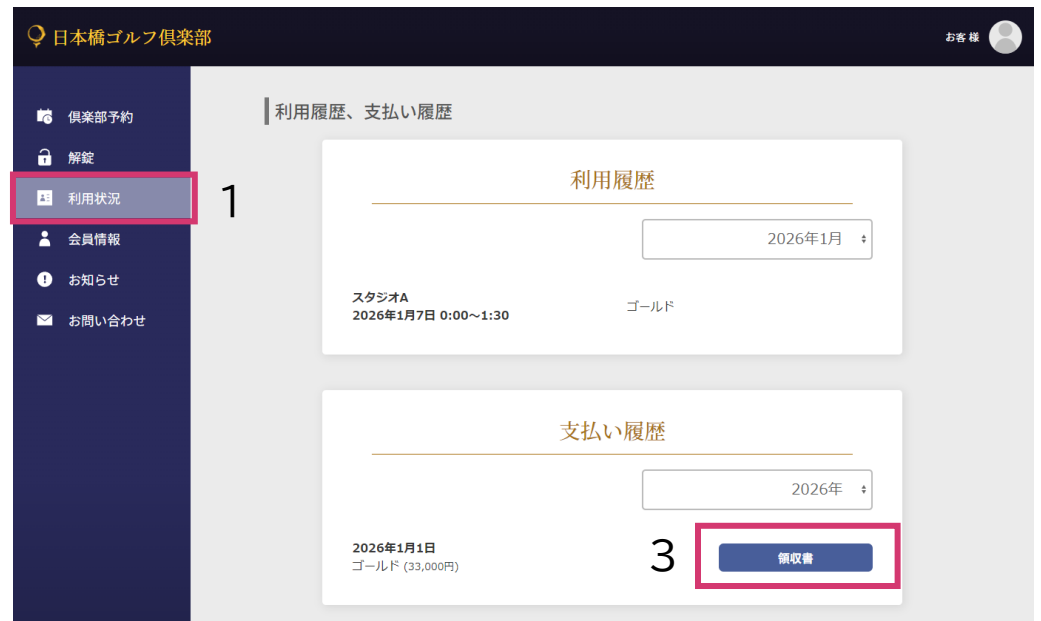 日本橋ゴルフ倶楽部
お客 様
倶楽部予約
解錠
利用状況
会員情報
お知らせ
お問い合わせ
1
利用履歴、支払い履歴
利用履歴
2026年1月
スタジオA
2026年1月7日 0:00～1:30
ゴールド
支払い履歴
2026年
2026年1月1日
ゴールド (33,000円)
3
領収書